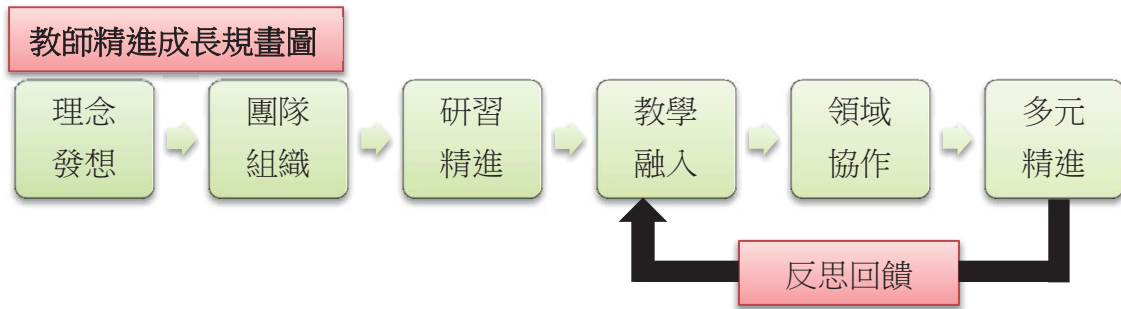 教師精進成長規畫圖
理念
發想
團隊
組織
研習
精進
教學
融入
領域
協作
多元
精進
反思回饋